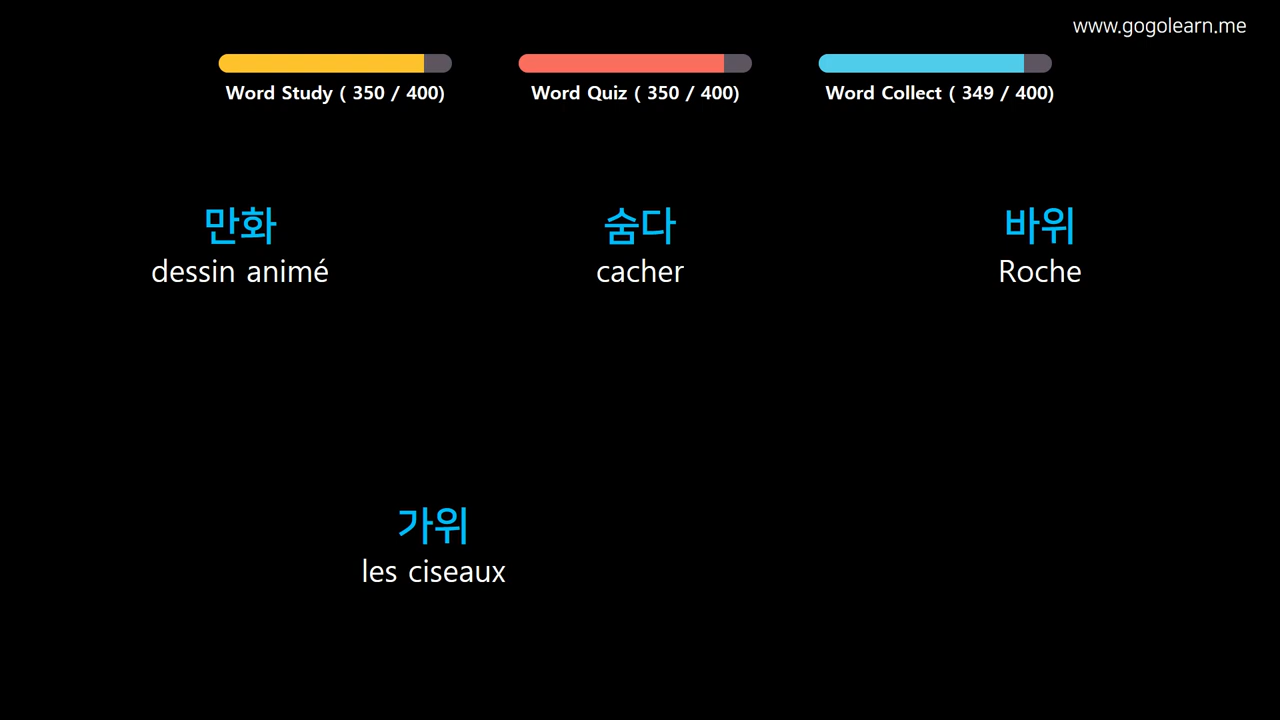 www.gogolearn.me
Word Study ( 350 / 400)
Word Quiz ( 350 / 400)
Word Collect ( 349 / 400)
만화
dessin animé
숨다
cacher
바위
Roche
가위
les ciseaux